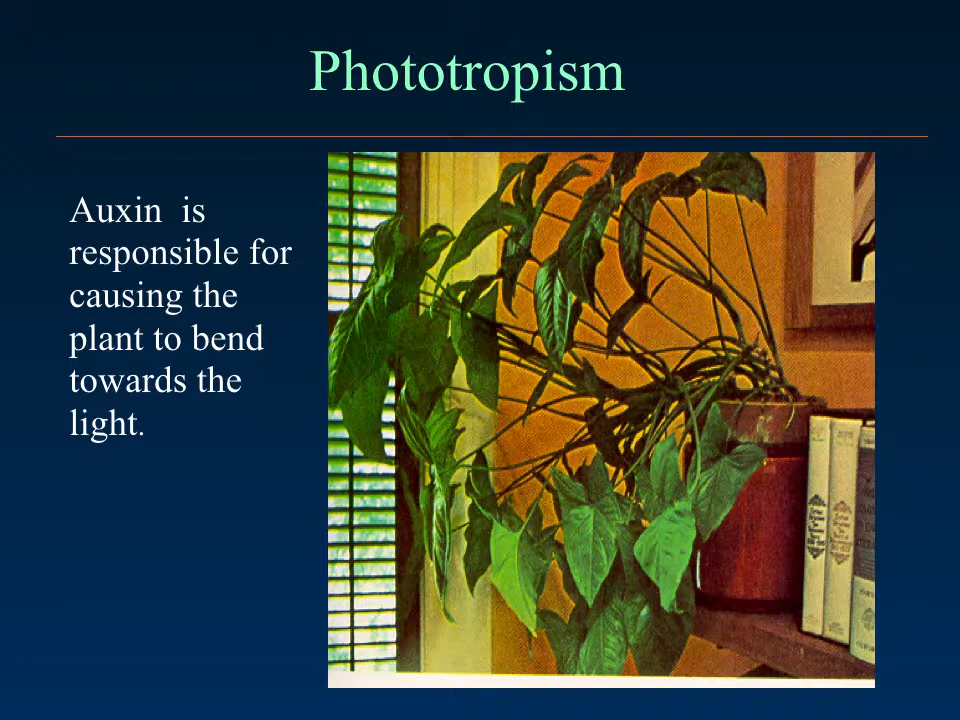 Phototropism
Auxin  is
responsible for
causing the
plant to bend
towards the
light.